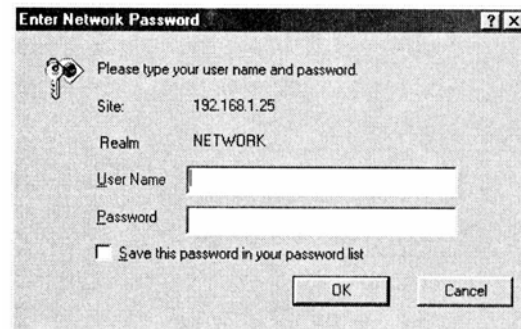 Enter Network Password
Please type your user name and password.
Site: 192.168.1.25
Realm NETWORK
User Name
Password
Save this password in your password list
OK Cancel